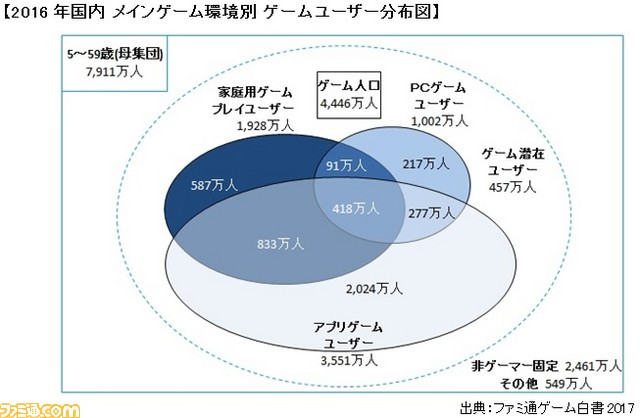 【2016 年国内 メインゲーム環境別 ゲームユーザー分布図】
5～59歳(母集団)
7,911万人
家庭用ゲーム
プレイユーザー
1,928万人
ゲーム人口
4,446万人
PCゲーム
ユーザー
1,002万人
ゲーム潜在
ユーザー
457万人
587万人
91万人
217万人
418万人
277万人
833万人
2,024万人
アプリゲーム
ユーザー
3,551万人
非ゲーマー固定 2,461万人
その他 549万人
ファミ通.com
出典：ファミ通ゲーム白書 2017